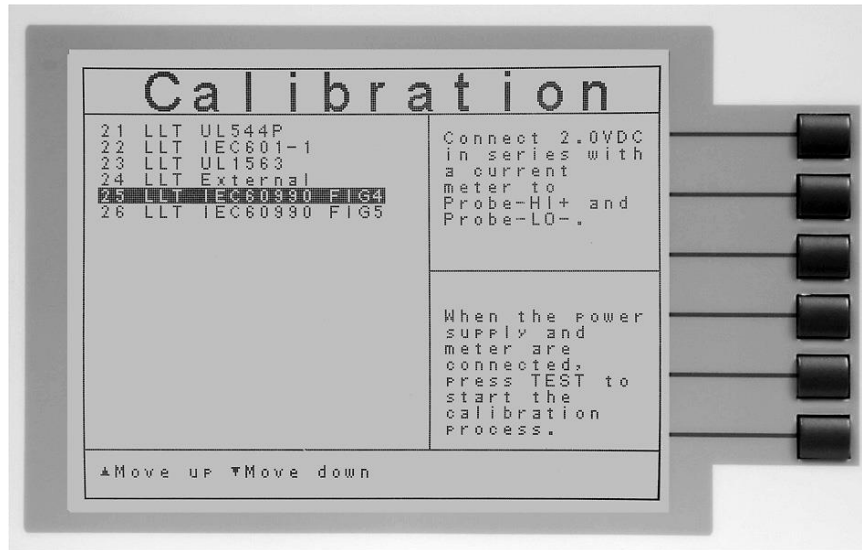 Calibration
21 LLT UL544P
22 LLT IEC601-1
23 LLT UL1563
24 LLT External
25 LLT IEC60990 FIG4
26 LLT IEC60990 FIG5
Connect 2.0VDC
in series with
a current
meter to
Probe-HI+ and
Probe-LO-.
When the power
supply and
meter are
connected,
press TEST to
start the
calibration
process.
▲Move up ▼Move down